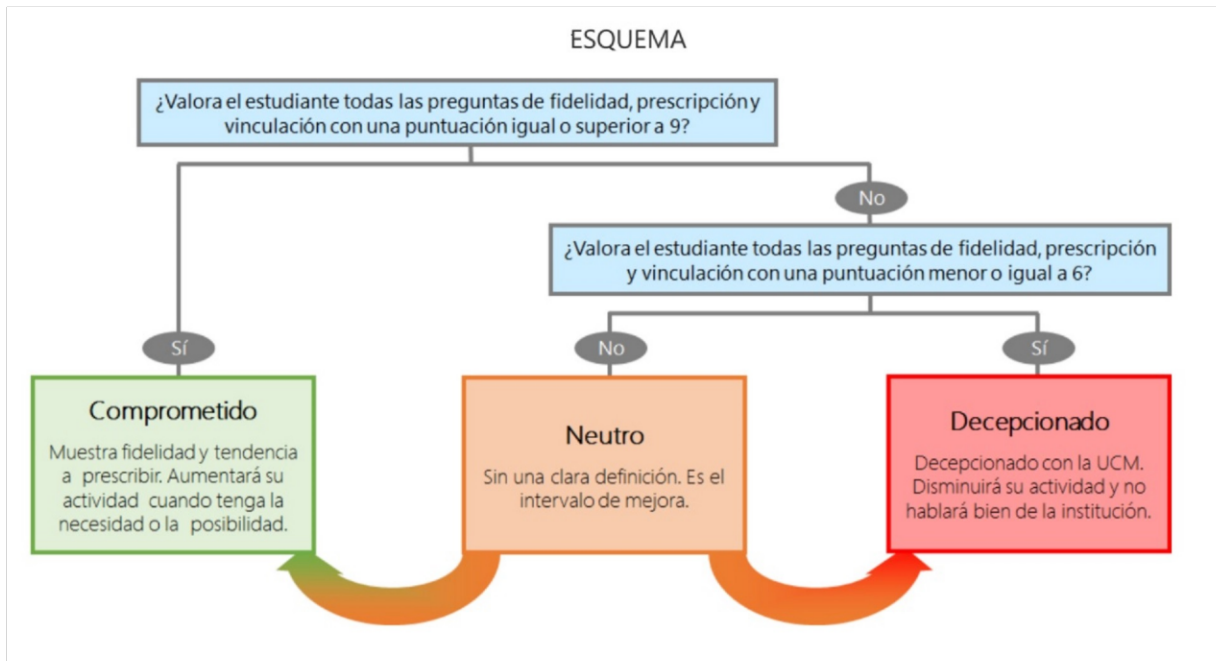 ESQUEMA
¿Valora el estudiante todas las preguntas de fidelidad, prescripción y
vinculación con una puntuación igual o superior a 9?
No
¿Valora el estudiante todas las preguntas de fidelidad, prescripción
y vinculación con una puntuación menor o igual a 6?
Sí
No
Sí
Comprometido
Muestra fidelidad y tendencia
a prescribir. Aumentará su
actividad cuando tenga la
necesidad o la posibilidad.
Neutro
Sin una clara definición. Es el
intervalo de mejora.
Decepcionado
Decepcionado con la UCM.
Disminuirá su actividad y no
hablará bien de la institución.